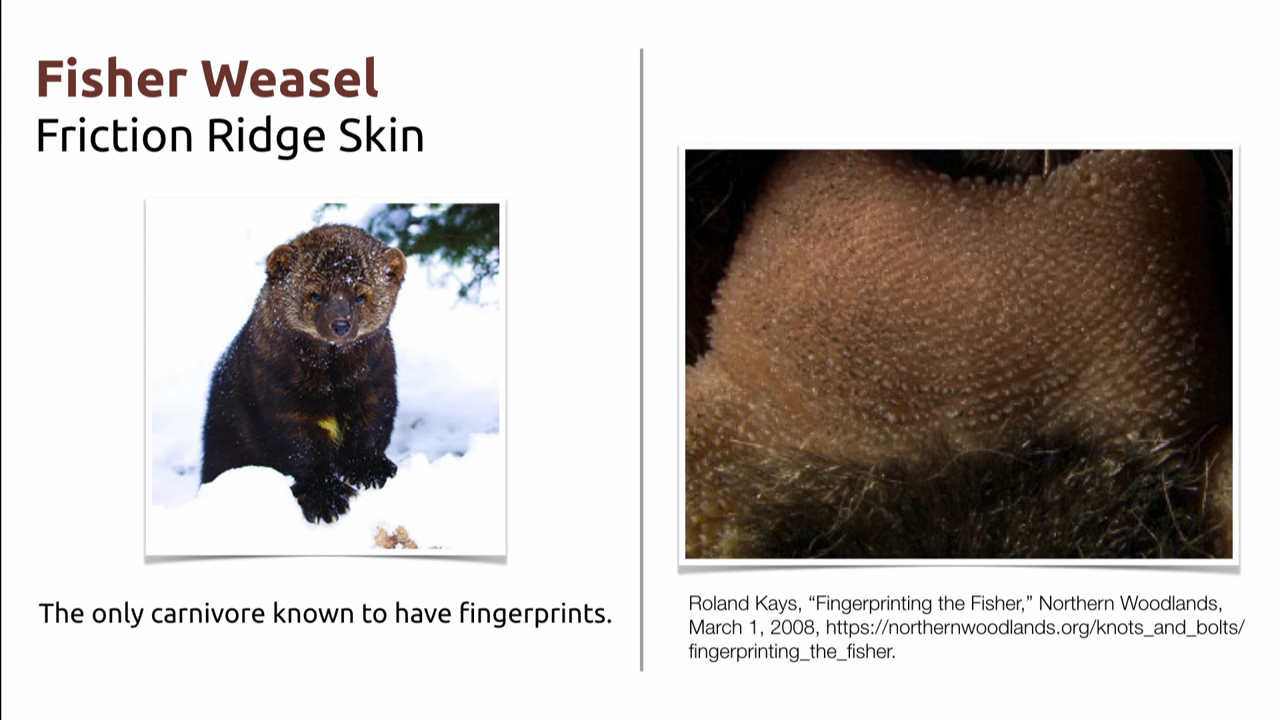 Fisher Weasel
Friction Ridge Skin
The only carnivore known to have fingerprints.
Roland Kays, “Fingerprinting the Fisher,” Northern Woodlands,
March 1, 2008, https://northernwoodlands.org/knots_and_bolts/
fingerprinting_the_fisher.